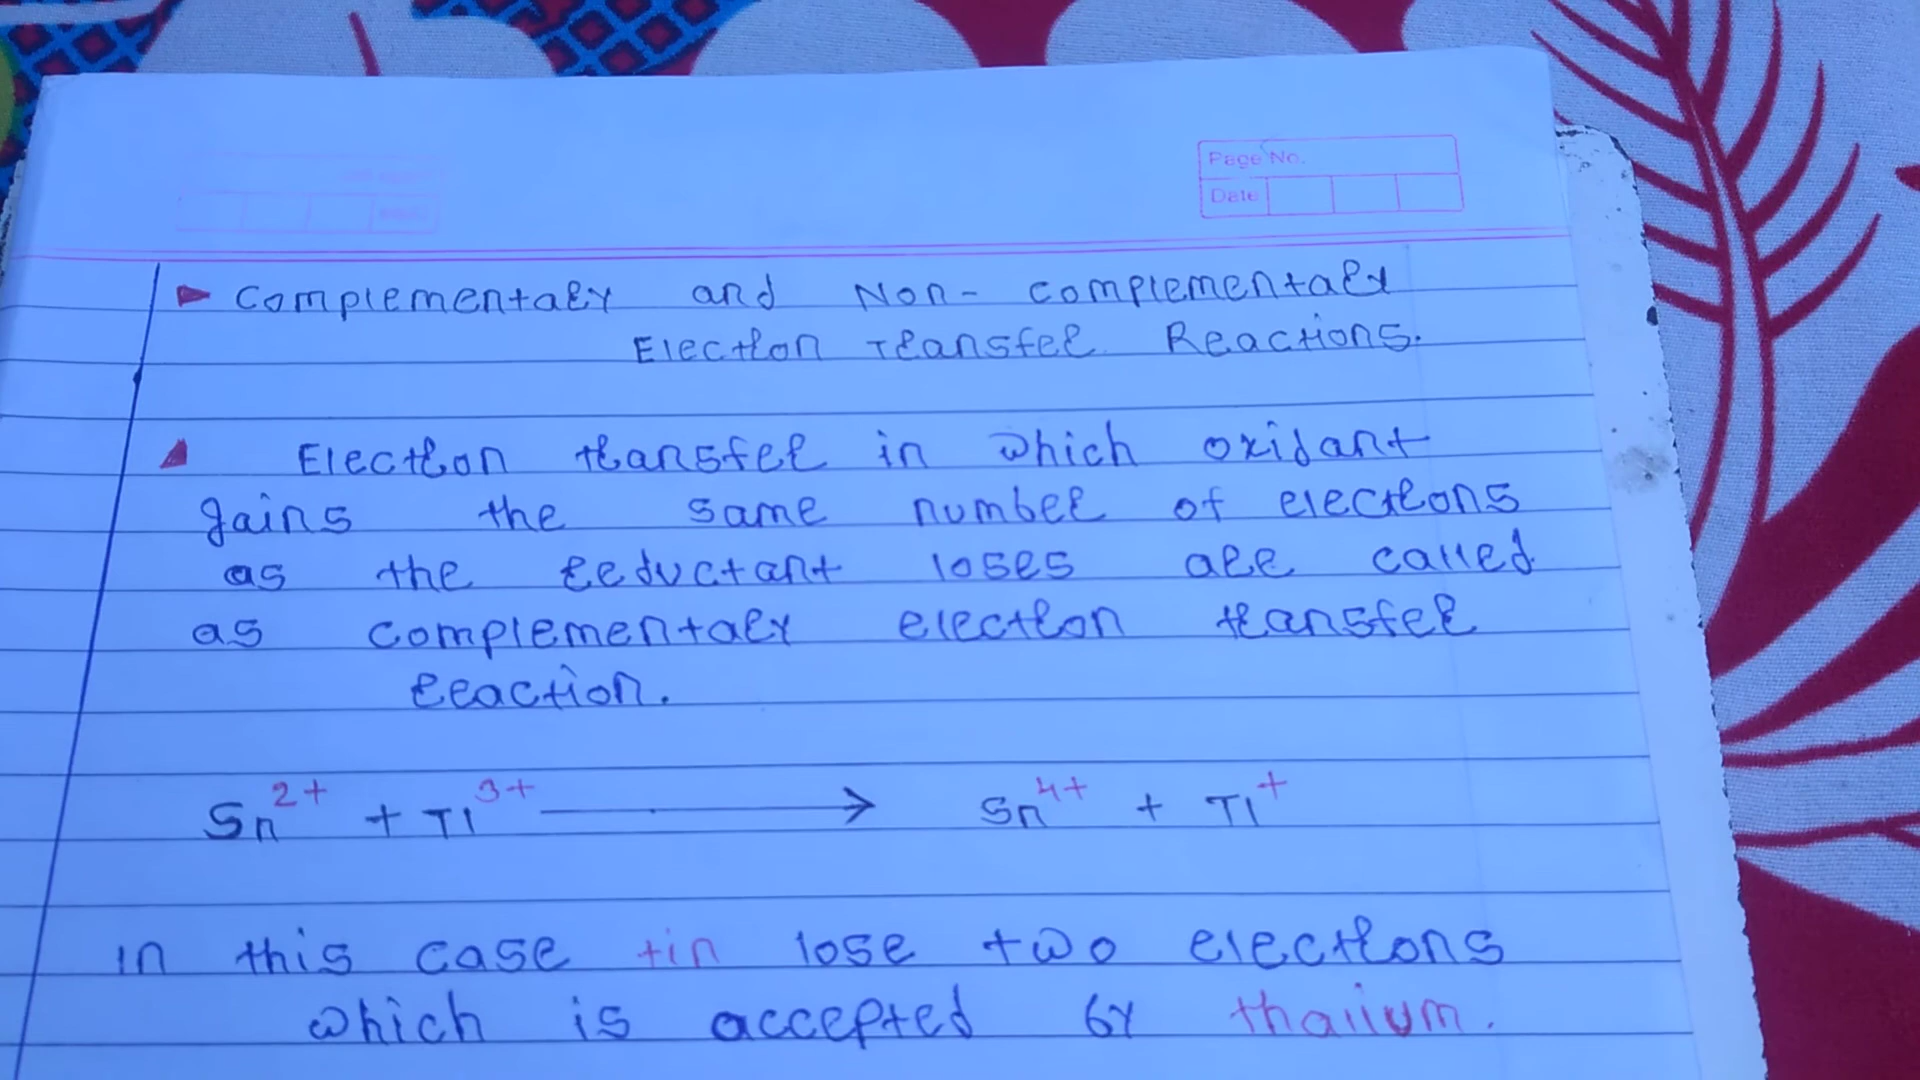 Page No.
Date
Complementary and Non-complementary
Electron Transfer Reactions.
Electron transfer in which oxidant
gains the same number of electrons
as the reductant loses are called
as complementary electron transfer
reaction.
Sn²⁺ + Tl³⁺ → Sn⁴⁺ + Tl⁺
in this case tin lose two electrons
which is accepted by thallium.